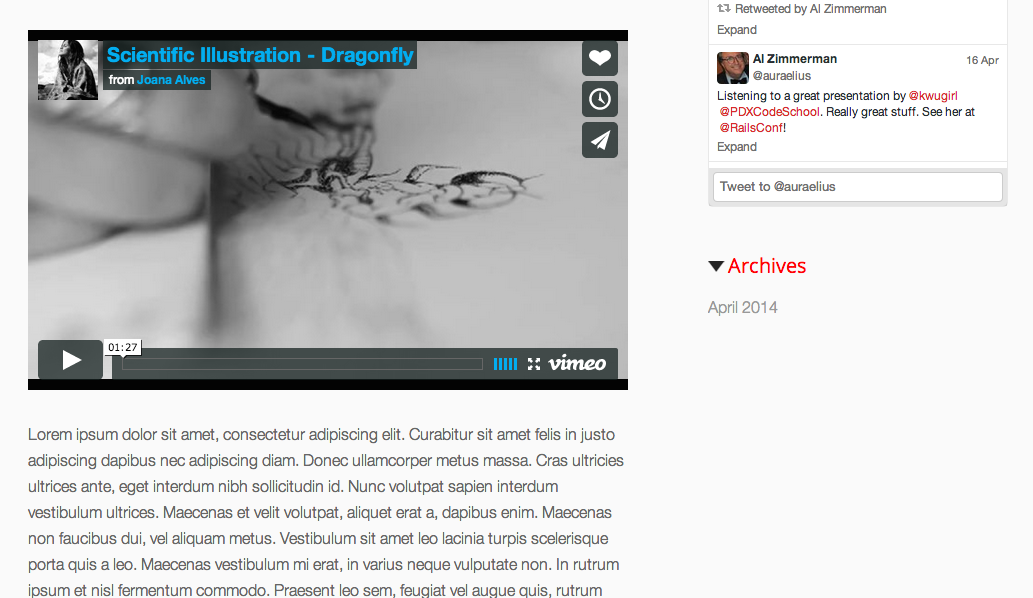 Scientific Illustration - Dragonfly
from Joana Alves
01:27
vimeo
Lorem ipsum dolor sit amet, consectetur adipiscing elit. Curabitur sit amet felis in justo
adipiscing dapibus nec adipiscing diam. Donec ullamcorper metus massa. Cras ultricies
ultrices ante, eget interdum nibh sollicitudin id. Nunc volutpat sapien interdum
vestibulum ultrices. Maecenas et velit volutpat, aliquet erat a, dapibus enim. Maecenas
non faucibus dui, vel aliquam metus. Vestibulum sit amet leo lacinia turpis scelerisque
porta quis a leo. Maecenas vestibulum mi erat, in varius neque vulputate non. In rutrum
ipsum et nisl fermentum commodo. Praesent leo sem, feugiat vel augue quis, rutrum
Retweeted by Al Zimmerman
Expand
Al Zimmerman 16 Apr
@auraelius
Listening to a great presentation by @kwugirl
@PDXCodeSchool. Really great stuff. See her at
@RailsConf!
Expand
Tweet to @auraelius
Archives
April 2014